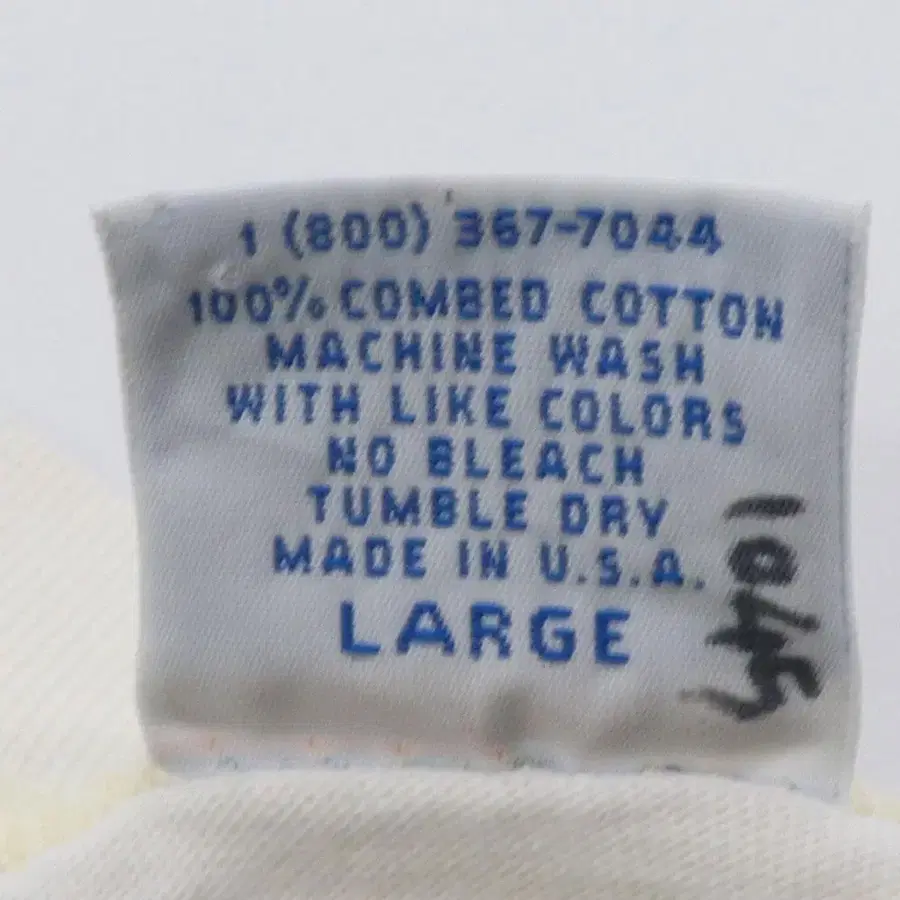 1 (800) 367-7044
100% COMBED COTTON
MACHINE WASH
WITH LIKE COLORS
NO BLEACH
TUMBLE DRY
MADE IN U.S.A.
LARGE
1045